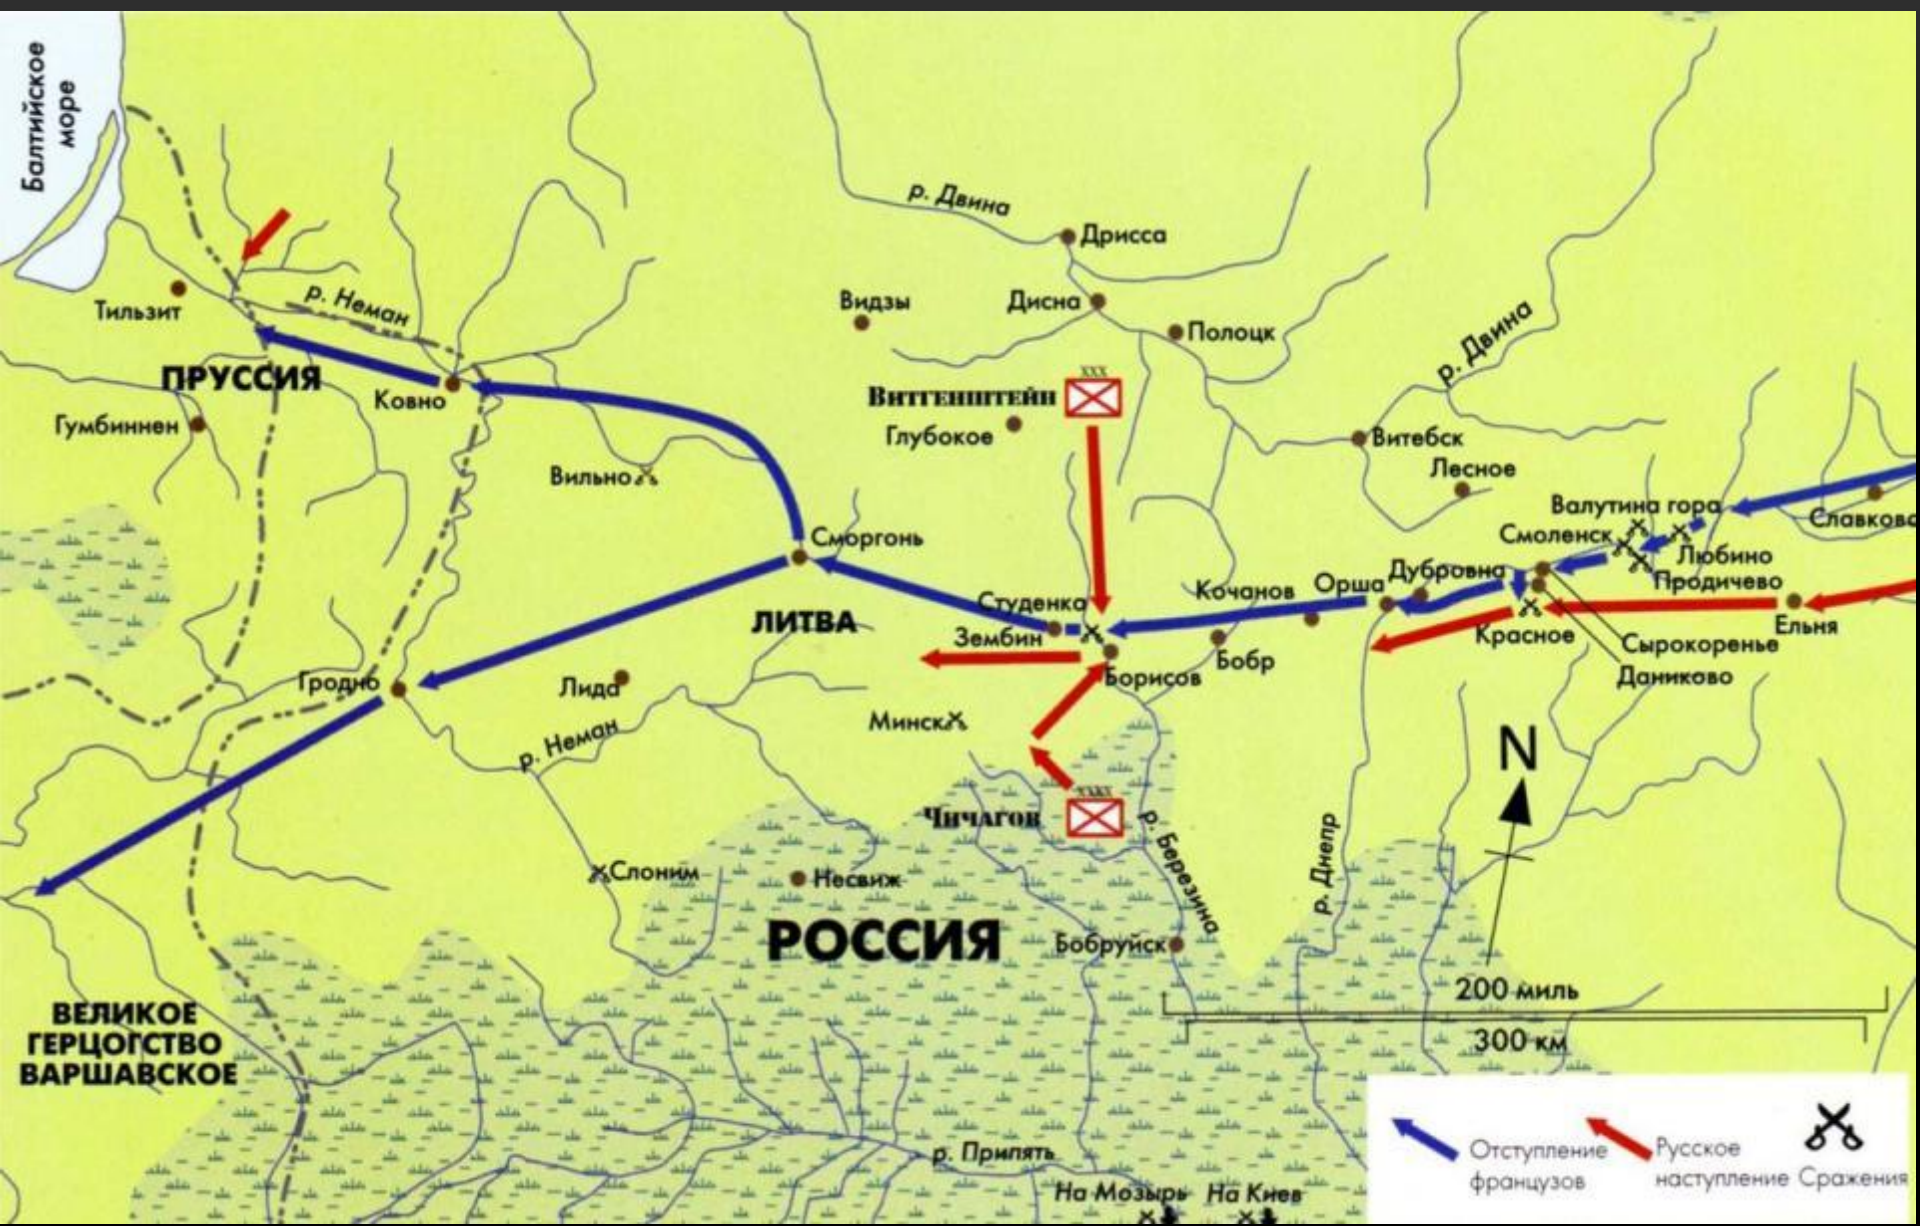 Балтийское
море
р. Двина
Дрисса
Тильзит
р. Неман
Видзы
Дисна
Полоцк
р. Двина
ПРУССИЯ
Ковно
XXX
Витгенштейн
Гумбиннен
Глубокое
Витебск
Вильно
Лесное
Валутина гора
Славково
Сморгонь
Смоленск
Любино
Дубровна
Продичево
Студенка
Кочанов
Орша
ЛИТВА
Зембин
Красное
Ельня
Сырокоренье
Бобр
Борисов
Даниково
Гродно
Лида
Минск
р. Неман
N
XXXX
Чичагов
р. Березина
р. Днепр
Слоним
Несвиж
РОССИЯ
Бобруйск
200 миль
300 км
ВЕЛИКОЕ
ГЕРЦОГСТВО
ВАРШАВСКОЕ
р. Припять
На Мозырь
На Киев
Отступление
французов
Русское
наступление
Сражения